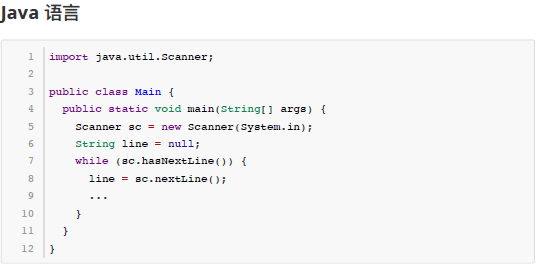 Java 语言
1 import java.util.Scanner;
2
3 public class Main {
4 public static void main(String[] args) {
5 Scanner sc = new Scanner(System.in);
6 String line = null;
7 while (sc.hasNextLine()) {
8 line = sc.nextLine();
9 ...
10 }
11 }
12 }